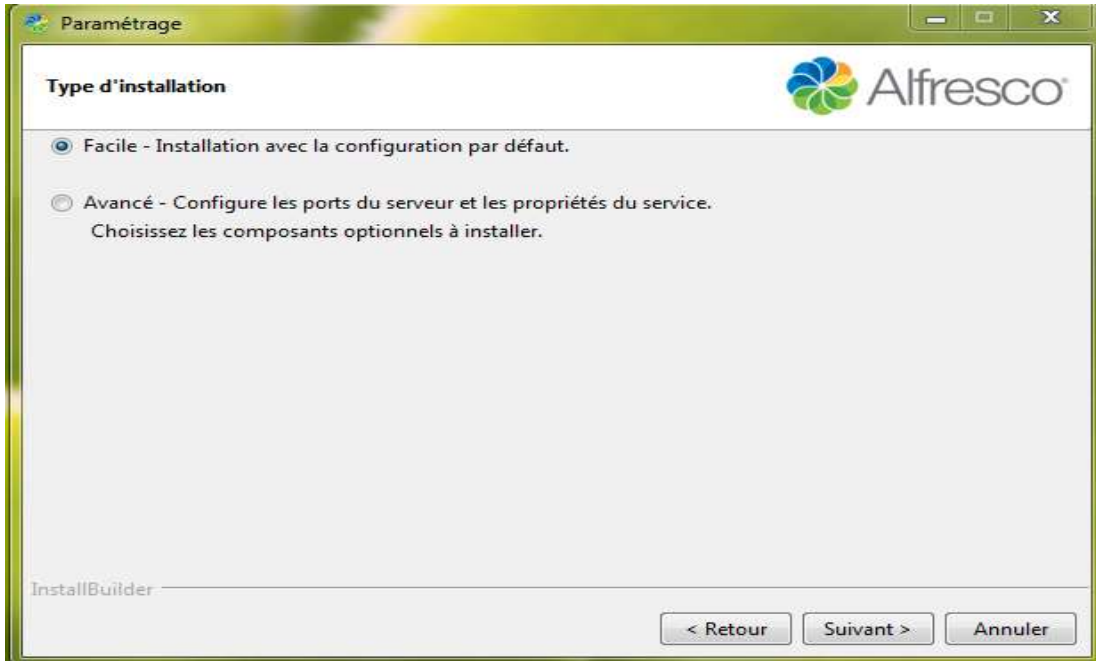 Paramétrage
Type d'installation
Alfresco
Facile - Installation avec la configuration par défaut.
Avancé - Configure les ports du serveur et les propriétés du service.
Choisissez les composants optionnels à installer.
InstallBuilder
< Retour
Suivant >
Annuler